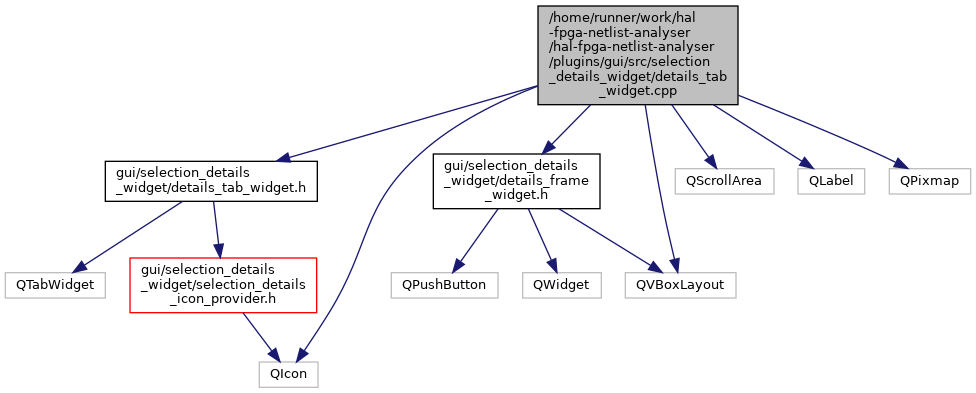 /home/runner/work/hal
-fpga-netlist-analyser
/hal-fpga-netlist-analyser
/plugins/gui/src/selection
_details_widget/details_tab
_widget.cpp
gui/selection_details
_widget/details_tab_widget.h
gui/selection_details
_widget/details_frame
_widget.h
QScrollArea
QLabel
QPixmap
QTabWidget
gui/selection_details
_widget/selection_details
_icon_provider.h
QPushButton
QWidget
QVBoxLayout
QIcon